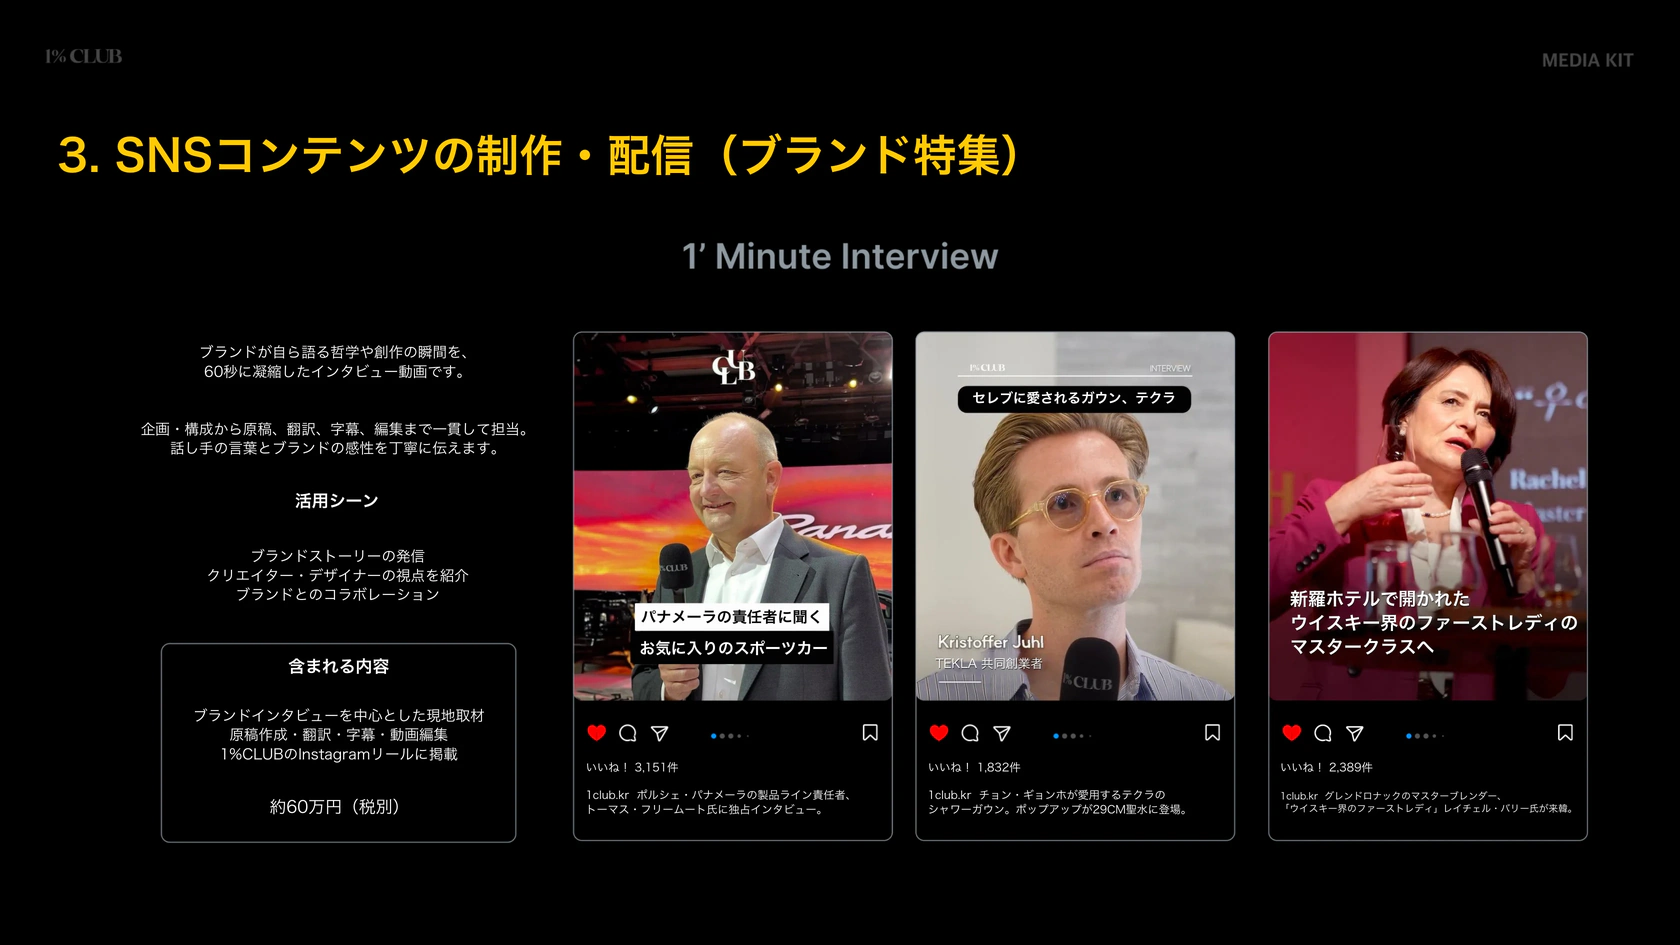 1% CLUB
MEDIA KIT
3. SNSコンテンツの制作・配信（ブランド特集）
1’ Minute Interview
ブランドが自ら語る哲学や創作の瞬間を、
60秒に凝縮したインタビュー動画です。
企画・構成から原稿、翻訳、字幕、編集まで一貫して担当。
話し手の言葉とブランドの感性を丁寧に伝えます。
活用シーン
ブランドストーリーの発信
クリエイター・デザイナーの視点を紹介
ブランドとのコラボレーション
含まれる内容
ブランドインタビューを中心とした現地取材
原稿作成・翻訳・字幕・動画編集
1%CLUBのInstagramリールに掲載
約60万円（税別）
CLUB
Pana
1%CLUB
パナメーラの責任者に聞く
お気に入りのスポーツカー
いいね！ 3,151件
1club.kr ポルシェ・パナメーラの製品ライン責任者、
トーマス・フリームート氏に独占インタビュー。
1% CLUB
INTERVIEW
セレブに愛されるガウン、テクラ
Kristoffer Juhl
TEKLA 共同創業者
1%CLUB
いいね！ 1,832件
1club.kr チョン・ギョンホが愛用するテクラの
シャワーガウン。ポップアップが29CM聖水に登場。
Rachel
aster
新羅ホテルで開かれた
ウイスキー界のファーストレディの
マスタークラスへ
いいね！ 2,389件
1club.kr グレンドロナックのマスターブレンダー、
「ウイスキー界のファーストレディ」レイチェル・バリー氏が来韓。